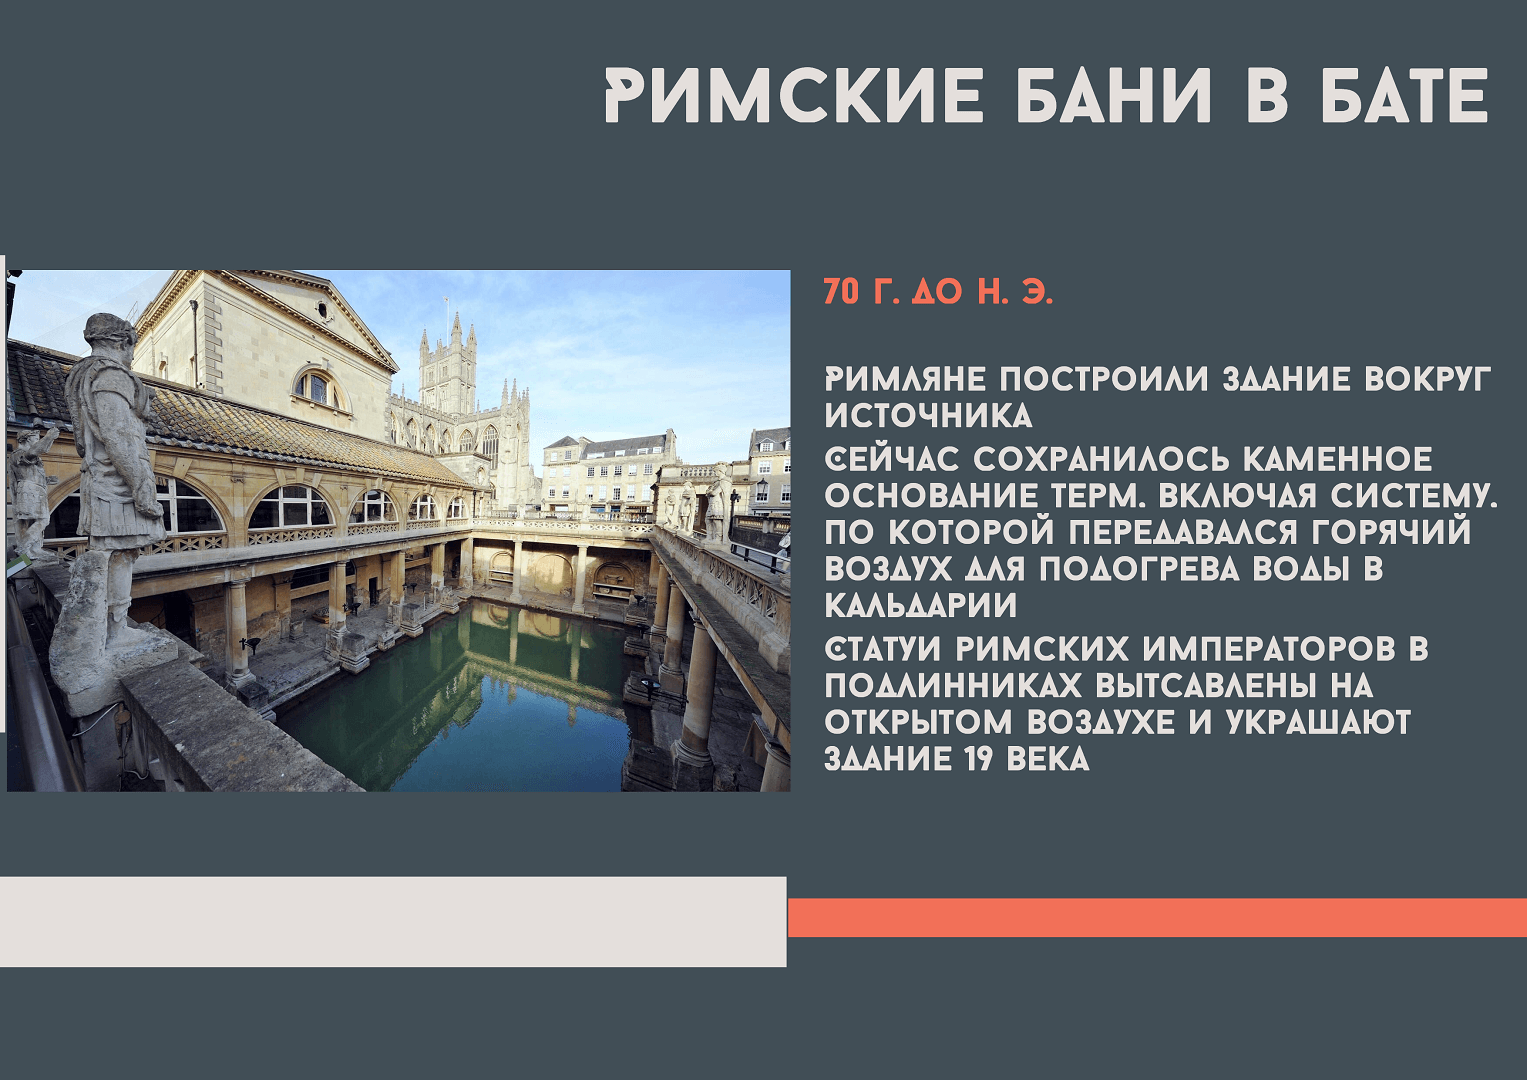 РИМСКИЕ БАНИ В БАТЕ
70 Г. ДО Н. Э.
РИМЛЯНЕ ПОСТРОИЛИ ЗДАНИЕ ВОКРУГ
ИСТОЧНИКА
СЕЙЧАС СОХРАНИЛОСЬ КАМЕННОЕ
ОСНОВАНИЕ ТЕРМ. ВКЛЮЧАЯ СИСТЕМУ.
ПО КОТОРОЙ ПЕРЕДАВАЛСЯ ГОРЯЧИЙ
ВОЗДУХ ДЛЯ ПОДОГРЕВА ВОДЫ В
КАЛЬДАРИИ
СТАТУИ РИМСКИХ ИМПЕРАТОРОВ В
ПОДЛИННИКАХ ВЫТСАВЛЕНЫ НА
ОТКРЫТОМ ВОЗДУХЕ И УКРАШАЮТ
ЗДАНИЕ 19 ВЕКА